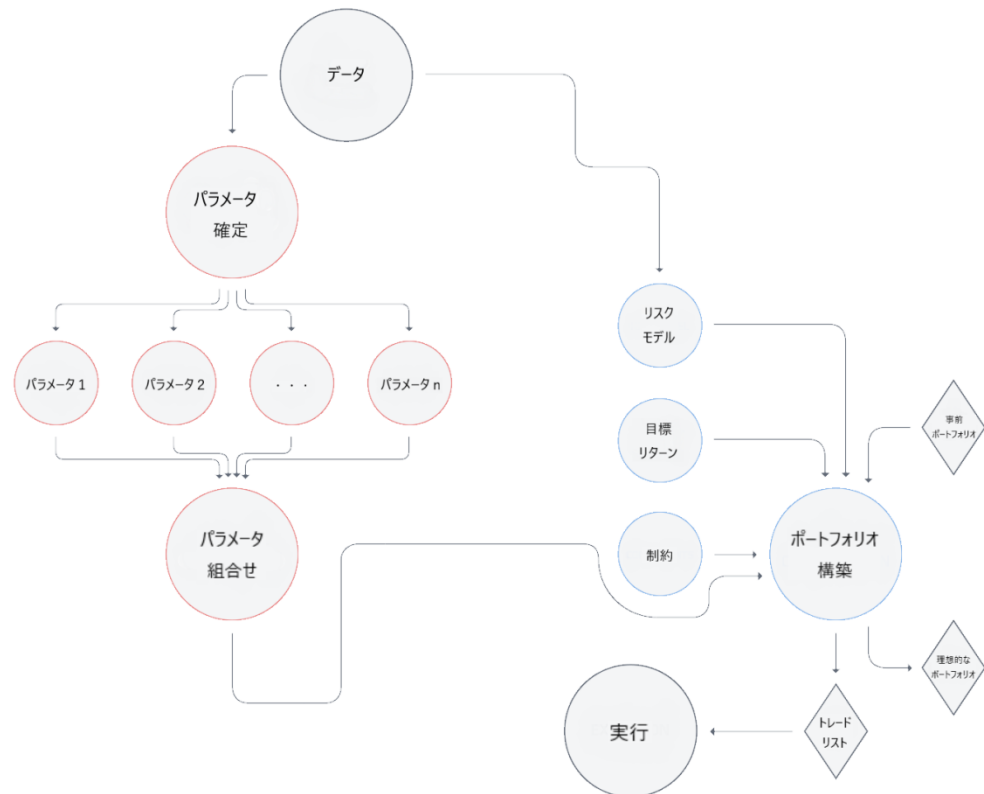 データ
パラメータ
確定
パラメータ 1
パラメータ 2
・・・
パラメータ n
パラメータ
組合せ
リスク
モデル
目標
リターン
制約
事前
ポートフォリオ
ポートフォリオ
構築
理想的な
ポートフォリオ
トレード
リスト
実行